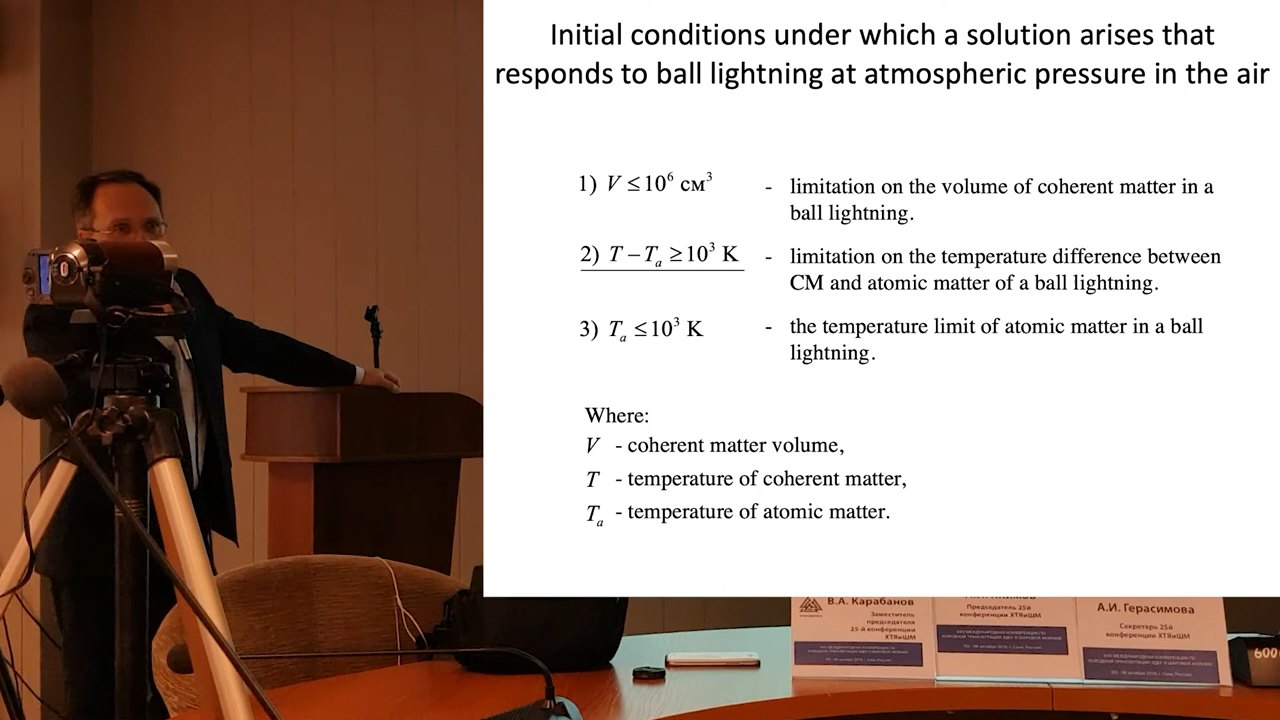 Initial conditions under which a solution arises that
responds to ball lightning at atmospheric pressure in the air
1) V ≤ 10⁶ см³ - limitation on the volume of coherent matter in a
ball lightning.
2) T − Tₐ ≥ 10³ K - limitation on the temperature difference between
CM and atomic matter of a ball lightning.
3) Tₐ ≤ 10³ K - the temperature limit of atomic matter in a ball
lightning.
Where:
V - coherent matter volume,
T - temperature of coherent matter,
Tₐ - temperature of atomic matter.
В.А. Карабанов
Заместитель
председателя
25 й конференции
ХТЯиШМ
Председатель 25й
конференции ХТЯиШМ
А.И. Герасимова
Секретарь 25й
конференции ХТЯиШМ
600